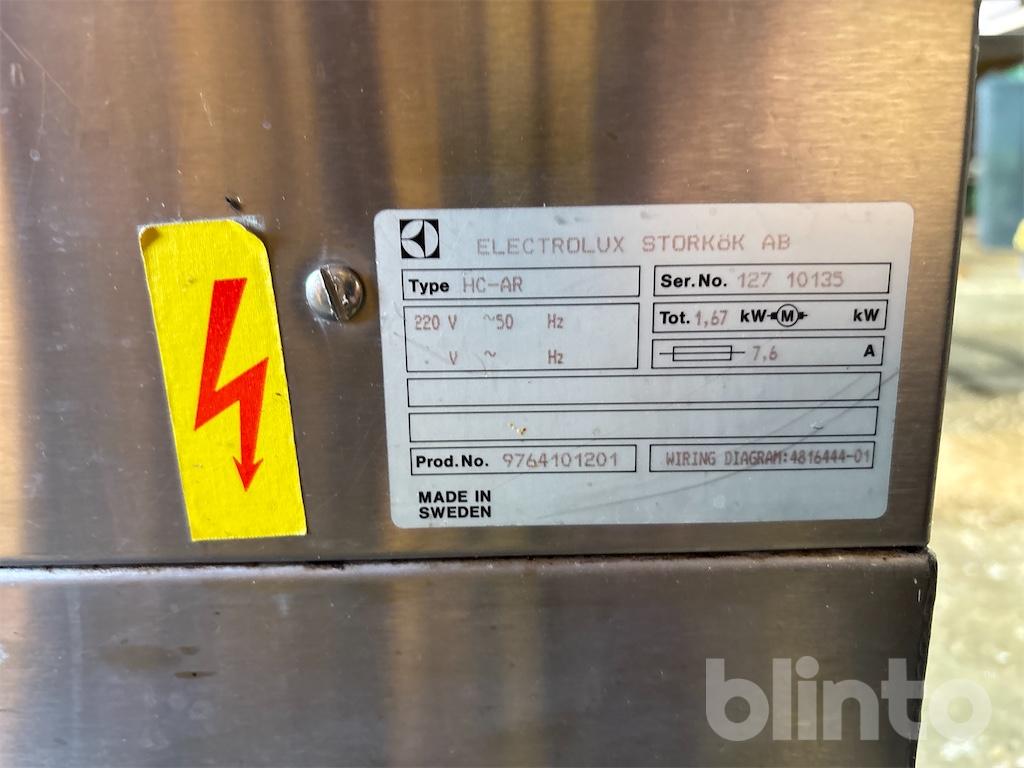 ELECTROLUX STORKöK AB
Type HC-AR
Ser.No. 127 10135
220 V ~50 Hz
Tot. 1,67 kW M kW
. V ~ Hz
7,6 A
Prod.No. 9764101201
WIRING DIAGRAM:4816444-01
MADE IN
SWEDEN
blinto